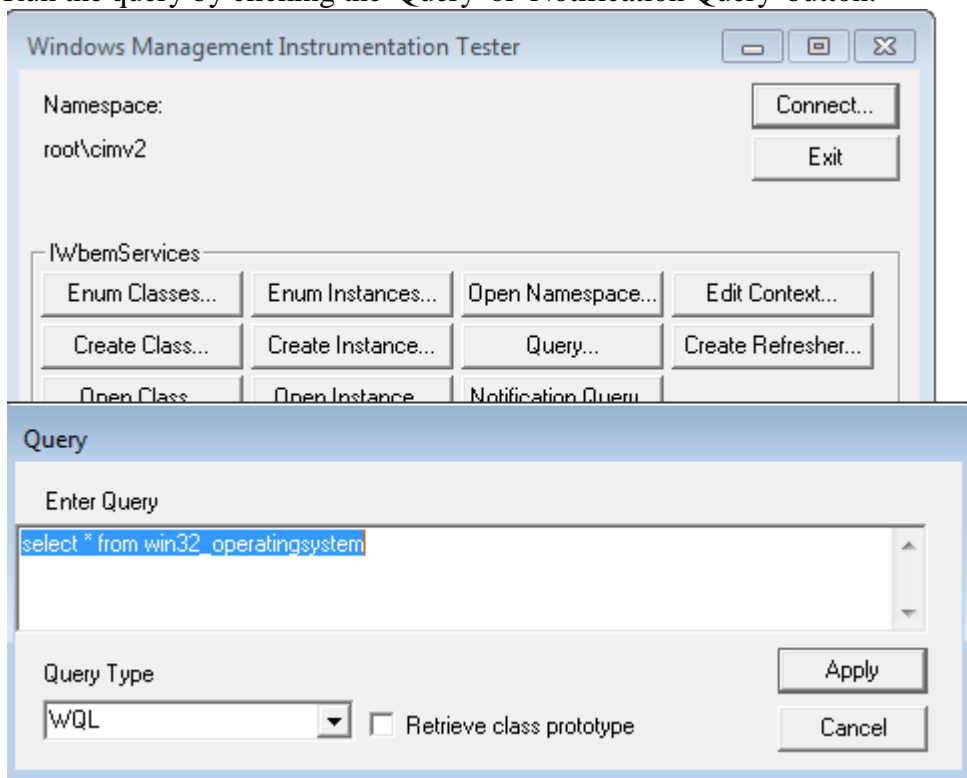 Run the query by clicking the 'Query' or 'Notification Query' button.
Windows Management Instrumentation Tester
Namespace:
Connect...
root\cimv2
Exit
IWbemServices
Enum Classes... Enum Instances... Open Namespace... Edit Context...
Create Class... Create Instance... Query... Create Refresher...
Open Class Open Instance Notification Query
Query
Enter Query
select * from win32_operatingsystem
Query Type
Apply
WQL
Retrieve class prototype
Cancel